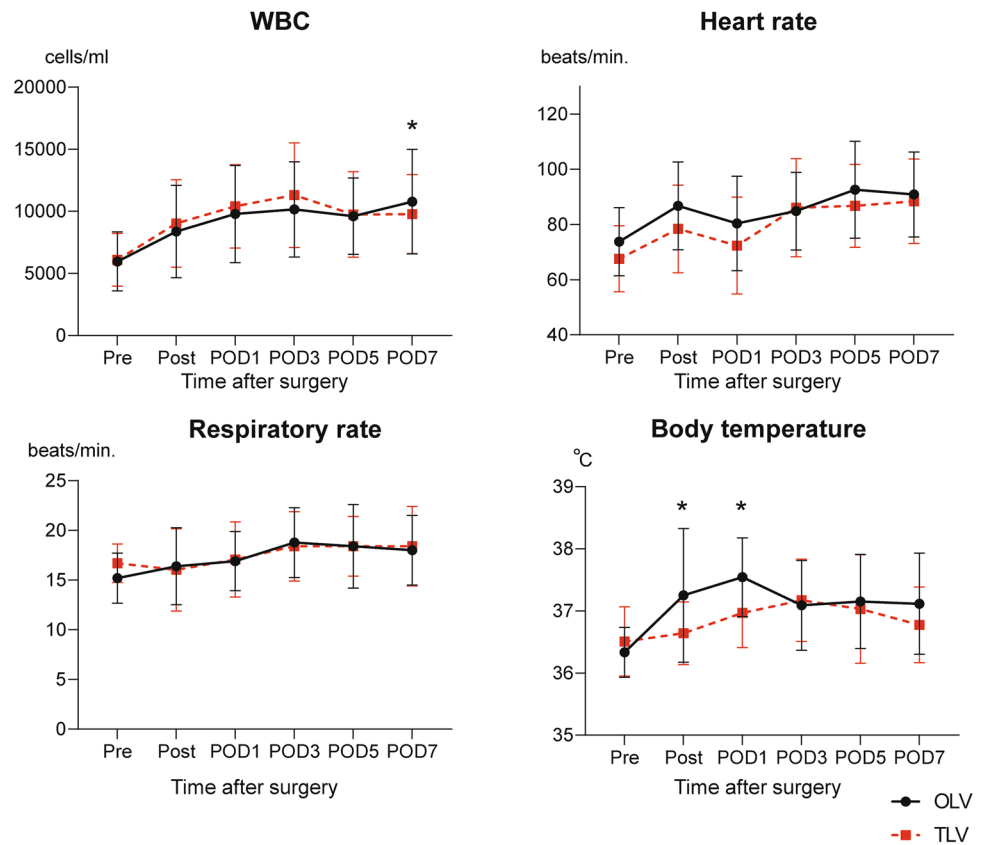 WBC
cells/ml
20000
15000
10000
5000
0
*
Pre Post POD1 POD3 POD5 POD7
Time after surgery
Heart rate
beats/min.
120
100
80
60
40
Pre Post POD1 POD3 POD5 POD7
Time after surgery
Respiratory rate
beats/min.
25
20
15
10
5
0
Pre Post POD1 POD3 POD5 POD7
Time after surgery
Body temperature
°C
39
38
37
36
35
* *
Pre Post POD1 POD3 POD5 POD7
Time after surgery
OLV
TLV